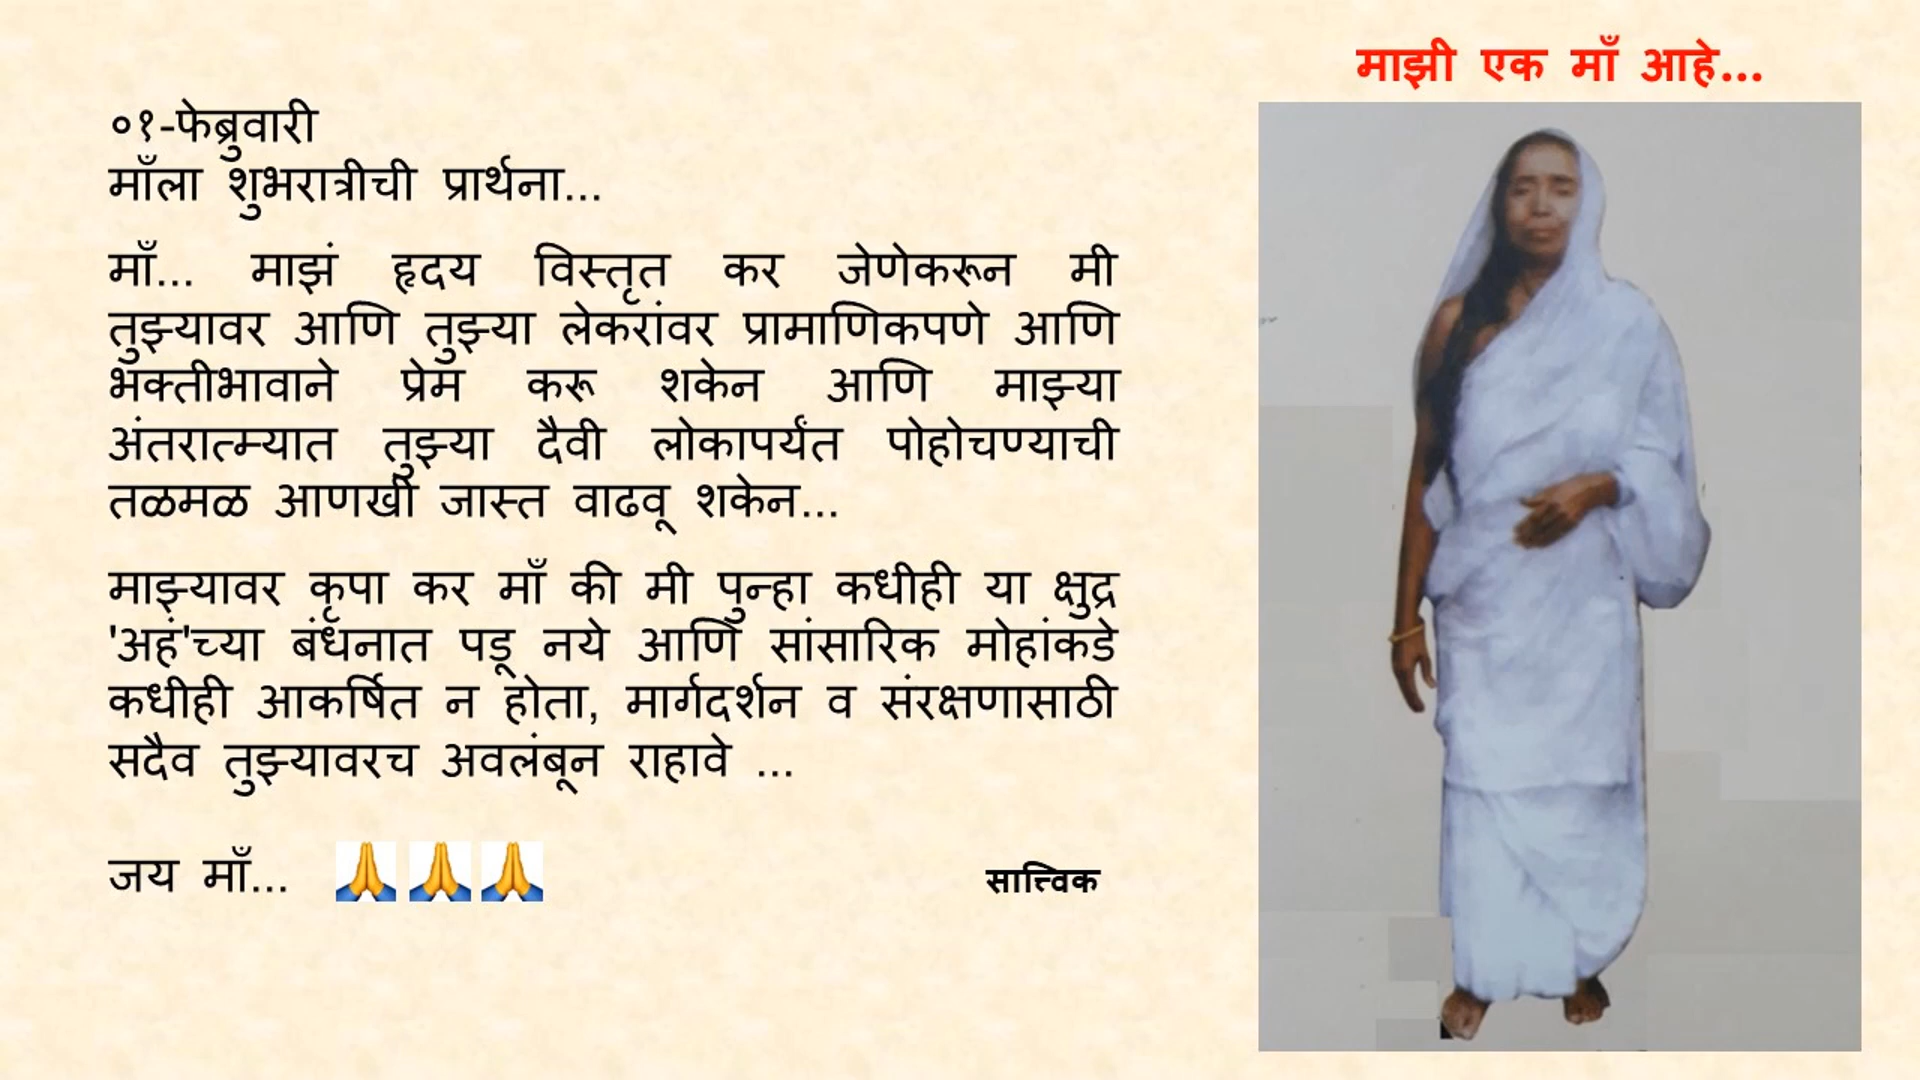 माझी एक माँ आहे...
०१-फेब्रुवारी
माँला शुभरात्रीची प्रार्थना...
माँ... माझं हृदय विस्तृत कर जेणेकरून मी
तुझ्यावर आणि तुझ्या लेकरांवर प्रामाणिकपणे आणि
भक्तीभावाने प्रेम करू शकेन आणि माझ्या
अंतरात्म्यात तुझ्या दैवी लोकापर्यंत पोहोचण्याची
तळमळ आणखी जास्त वाढवू शकेन...
माझ्यावर कृपा कर माँ की मी पुन्हा कधीही या क्षुद्र
'अहं'च्या बंधनात पडू नये आणि सांसारिक मोहांकडे
कधीही आकर्षित न होता, मार्गदर्शन व संरक्षणासाठी
सदैव तुझ्यावरच अवलंबून राहावे ...
जय माँ... 🙏🙏🙏
सात्त्विक